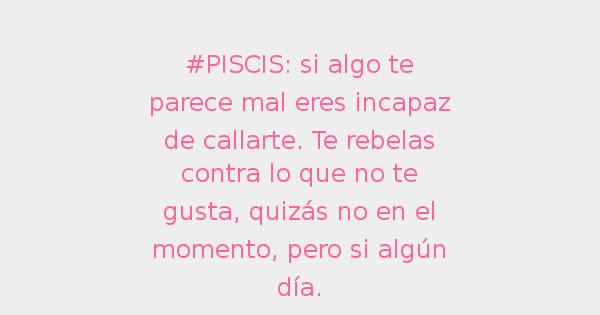 #PISCIS: si algo te
parece mal eres incapaz
de callarte. Te rebelas
contra lo que no te
gusta, quizás no en el
momento, pero si algún
día.